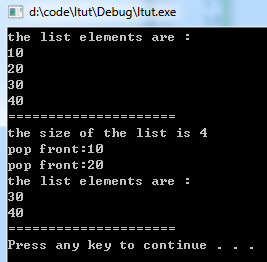 d:\code\ltut\Debug\ltut.exe
the list elements are :
10
20
30
40
=====================
the size of the list is 4
pop front:10
pop front:20
the list elements are :
30
40
=====================
Press any key to continue . . .